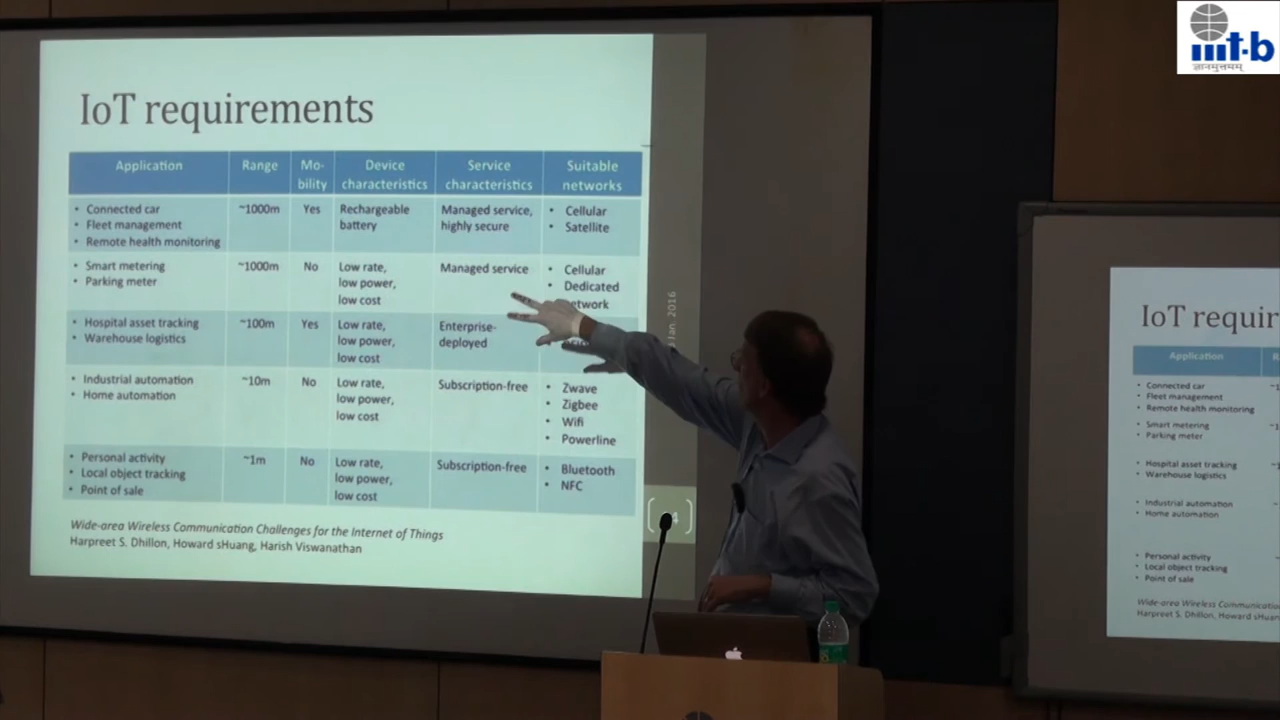 iiit-b
ज्ञानमुत्तमम्
IoT requirements
Application
Range
Mo-
bility
Device
characteristics
Service
characteristics
Suitable
networks
• Connected car
• Fleet management
• Remote health monitoring
~1000m
Yes
Rechargeable
battery
Managed service,
highly secure
• Cellular
• Satellite
• Smart metering
• Parking meter
~1000m
No
Low rate,
low power,
low cost
Managed service
• Cellular
• Dedicated
• Hospital asset tracking
• Warehouse logistics
~100m
Yes
Low rate,
low power,
low cost
Enterprise-
deployed
• Industrial automation
• Home automation
~10m
No
Low rate,
low power,
low cost
Subscription-free
• Zwave
• Zigbee
• Wifi
• Powerline
• Personal activity
• Local object tracking
• Point of sale
~1m
No
Low rate,
low power,
low cost
Subscription-free
• Bluetooth
• NFC
Wide-area Wireless Communication Challenges for the Internet of Things
Harpreet S. Dhillon, Howard sHuang, Harish Viswanathan
Jan. 2016
4
IoT requir
Application
R
• Connected car
• Fleet management
• Remote health monitoring
• Smart metering
• Parking meter
• Hospital asset tracking
• Warehouse logistics
• Industrial automation
• Home automation
• Personal activity
• Local object tracking
• Point of sale
Wide-area Wireless Communication
Harpreet S. Dhillon, Howard sHuang